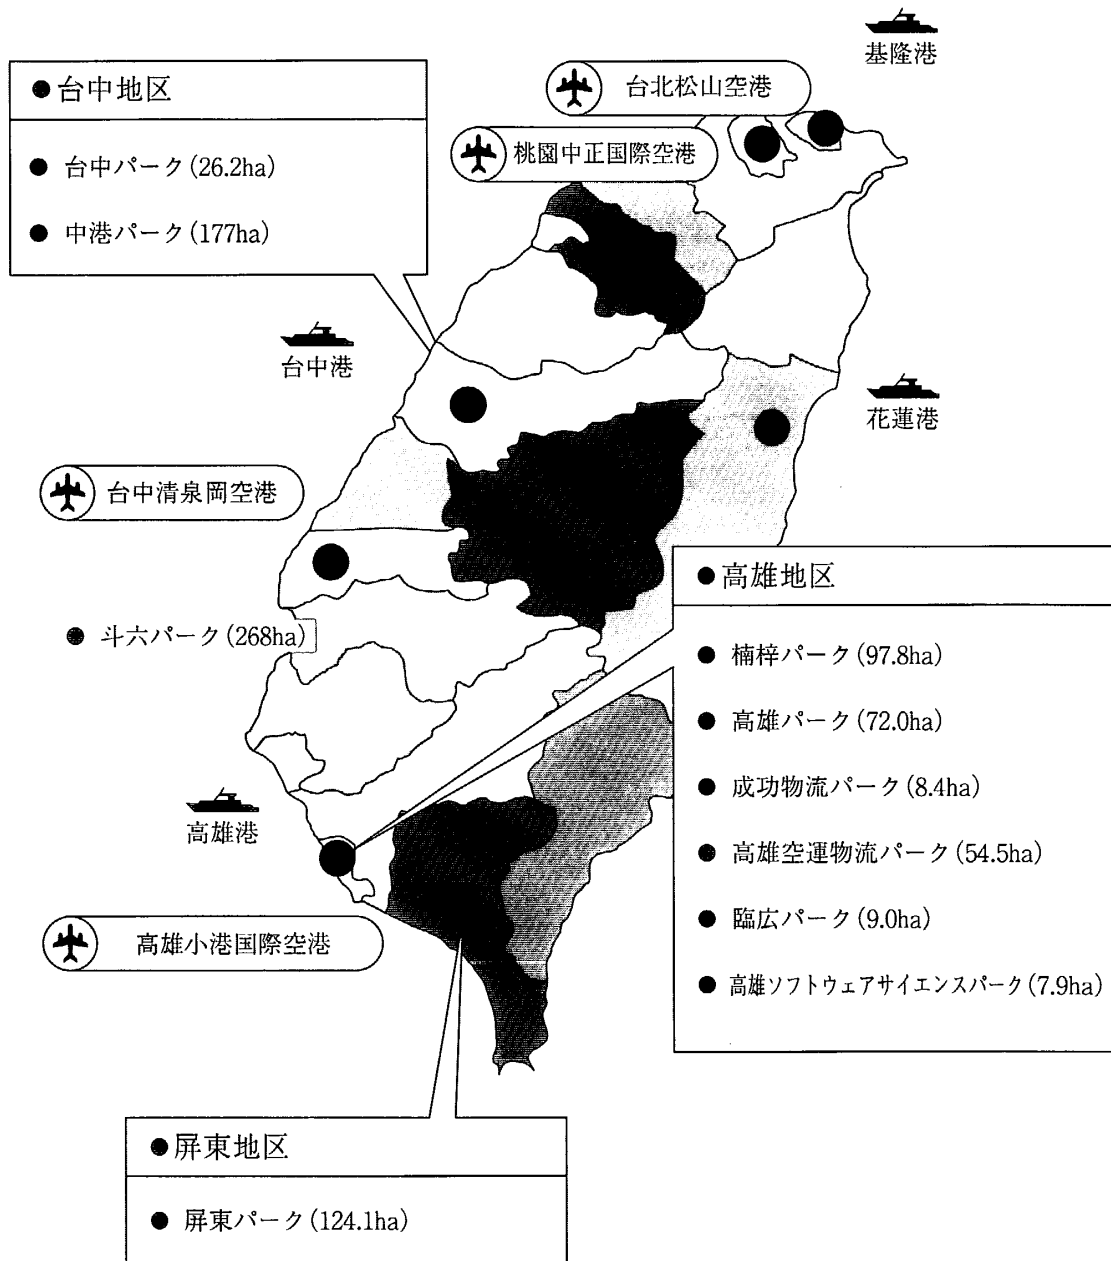 基隆港
台北松山空港
桃園中正国際空港
●台中地区
● 台中パーク(26.2ha)
● 中港パーク(177ha)
台中港
花蓮港
台中清泉岡空港
● 斗六パーク(268ha)
●高雄地区
● 楠梓パーク(97.8ha)
● 高雄パーク(72.0ha)
● 成功物流パーク(8.4ha)
● 高雄空運物流パーク(54.5ha)
● 臨広パーク(9.0ha)
● 高雄ソフトウェアサイエンスパーク(7.9ha)
高雄港
高雄小港国際空港
●屏東地区
● 屏東パーク(124.1ha)